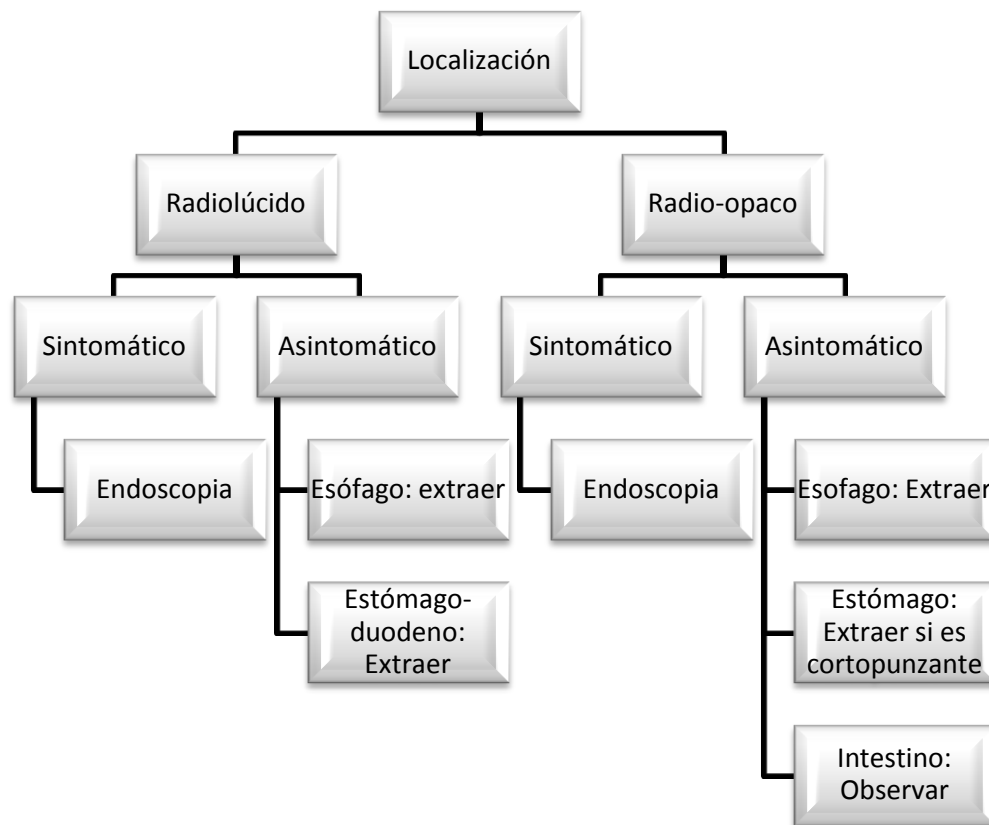 Localización
Radiolúcido
Radio-opaco
Sintomático
Asintomático
Sintomático
Asintomático
Endoscopia
Esófago: extraer
Endoscopia
Esofago: Extraer
Estómago-
duodeno:
Extraer
Estómago:
Extraer si es
cortopunzante
Intestino:
Observar